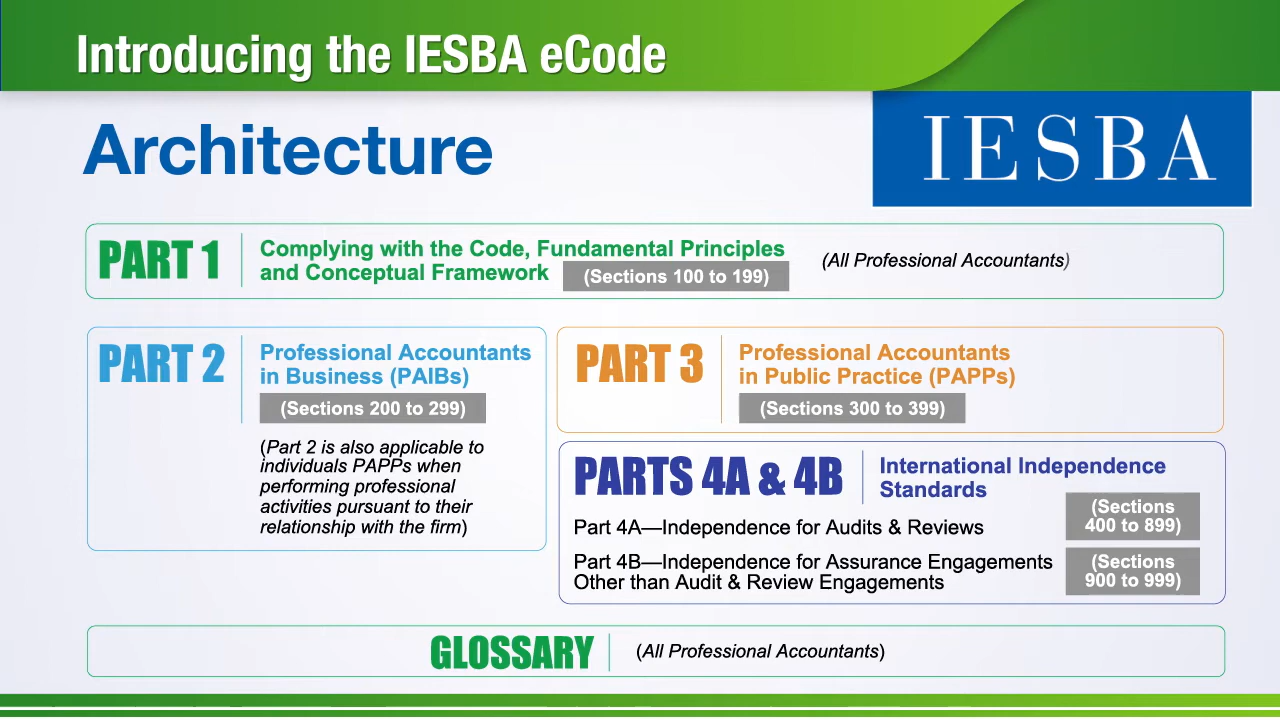 Introducing the IESBA eCode
IESBA
Architecture
PART 1
Complying with the Code, Fundamental Principles
and Conceptual Framework
(Sections 100 to 199)
(All Professional Accountants)
PART 2
Professional Accountants
in Business (PAIBs)
(Sections 200 to 299)
(Part 2 is also applicable to
individuals PAPPs when
performing professional
activities pursuant to their
relationship with the firm)
PART 3
Professional Accountants
in Public Practice (PAPPs)
(Sections 300 to 399)
PARTS 4A & 4B
International Independence
Standards
Part 4A—Independence for Audits & Reviews
(Sections
400 to 899)
Part 4B—Independence for Assurance Engagements
Other than Audit & Review Engagements
(Sections
900 to 999)
GLOSSARY
(All Professional Accountants)